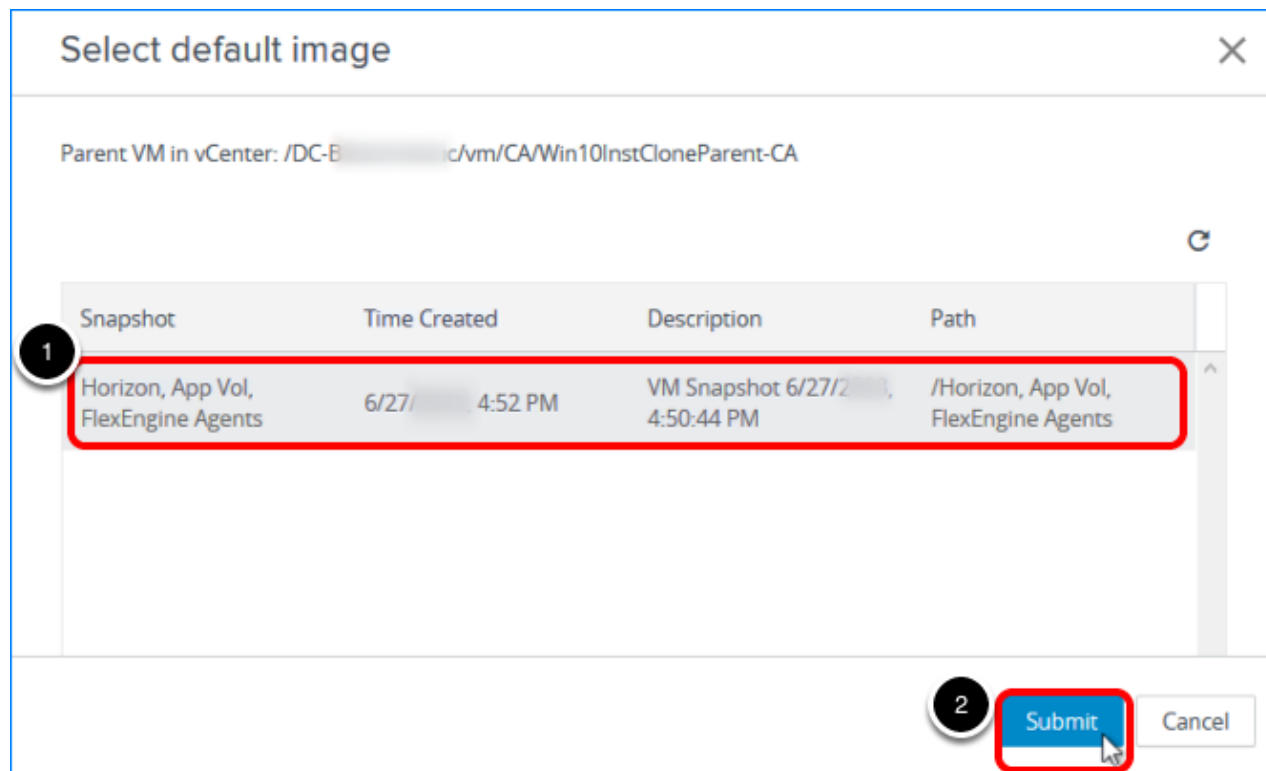 Select default image
Parent VM in vCenter: /DC-B c/vm/CA/Win10InstCloneParent-CA
Snapshot Time Created Description Path
1
Horizon, App Vol, 6/27/ 4:52 PM VM Snapshot 6/27/2 , /Horizon, App Vol,
FlexEngine Agents 4:50:44 PM FlexEngine Agents
2
Submit Cancel